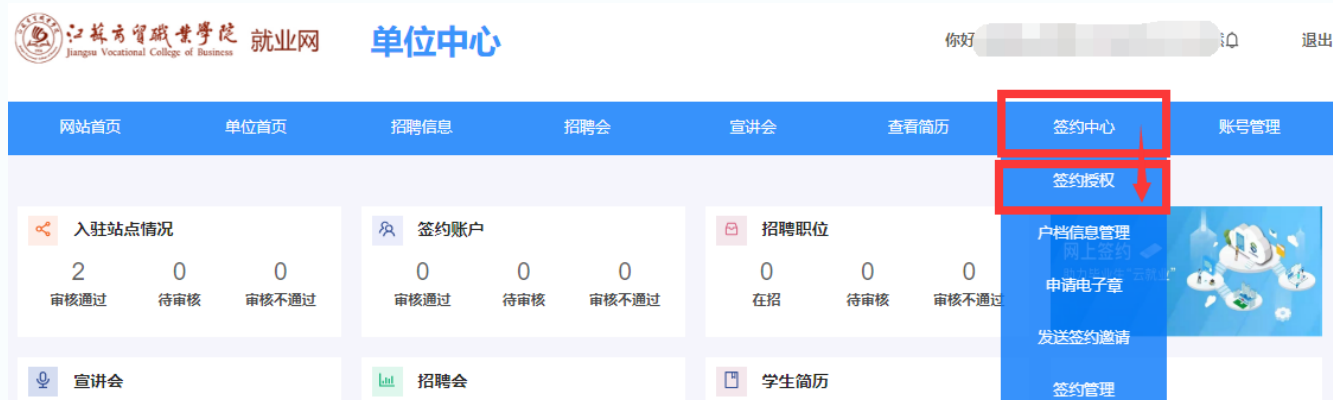 江苏商贸职业学院 就业网 单位中心 你好 退出
Jiangsu Vocational College of Business
网站首页 单位首页 招聘信息 招聘会 宣讲会 查看简历 签约中心 账号管理
签约授权
入驻站点情况 签约账户 招聘职位
户档信息管理
网上签约
2 0 0 0 0 0 0 0 0
审核通过 待审核 审核不通过 审核通过 待审核 审核不通过 在招 待审核 审核不通过
申请电子章
发送签约邀请
宣讲会 招聘会 学生简历
签约管理